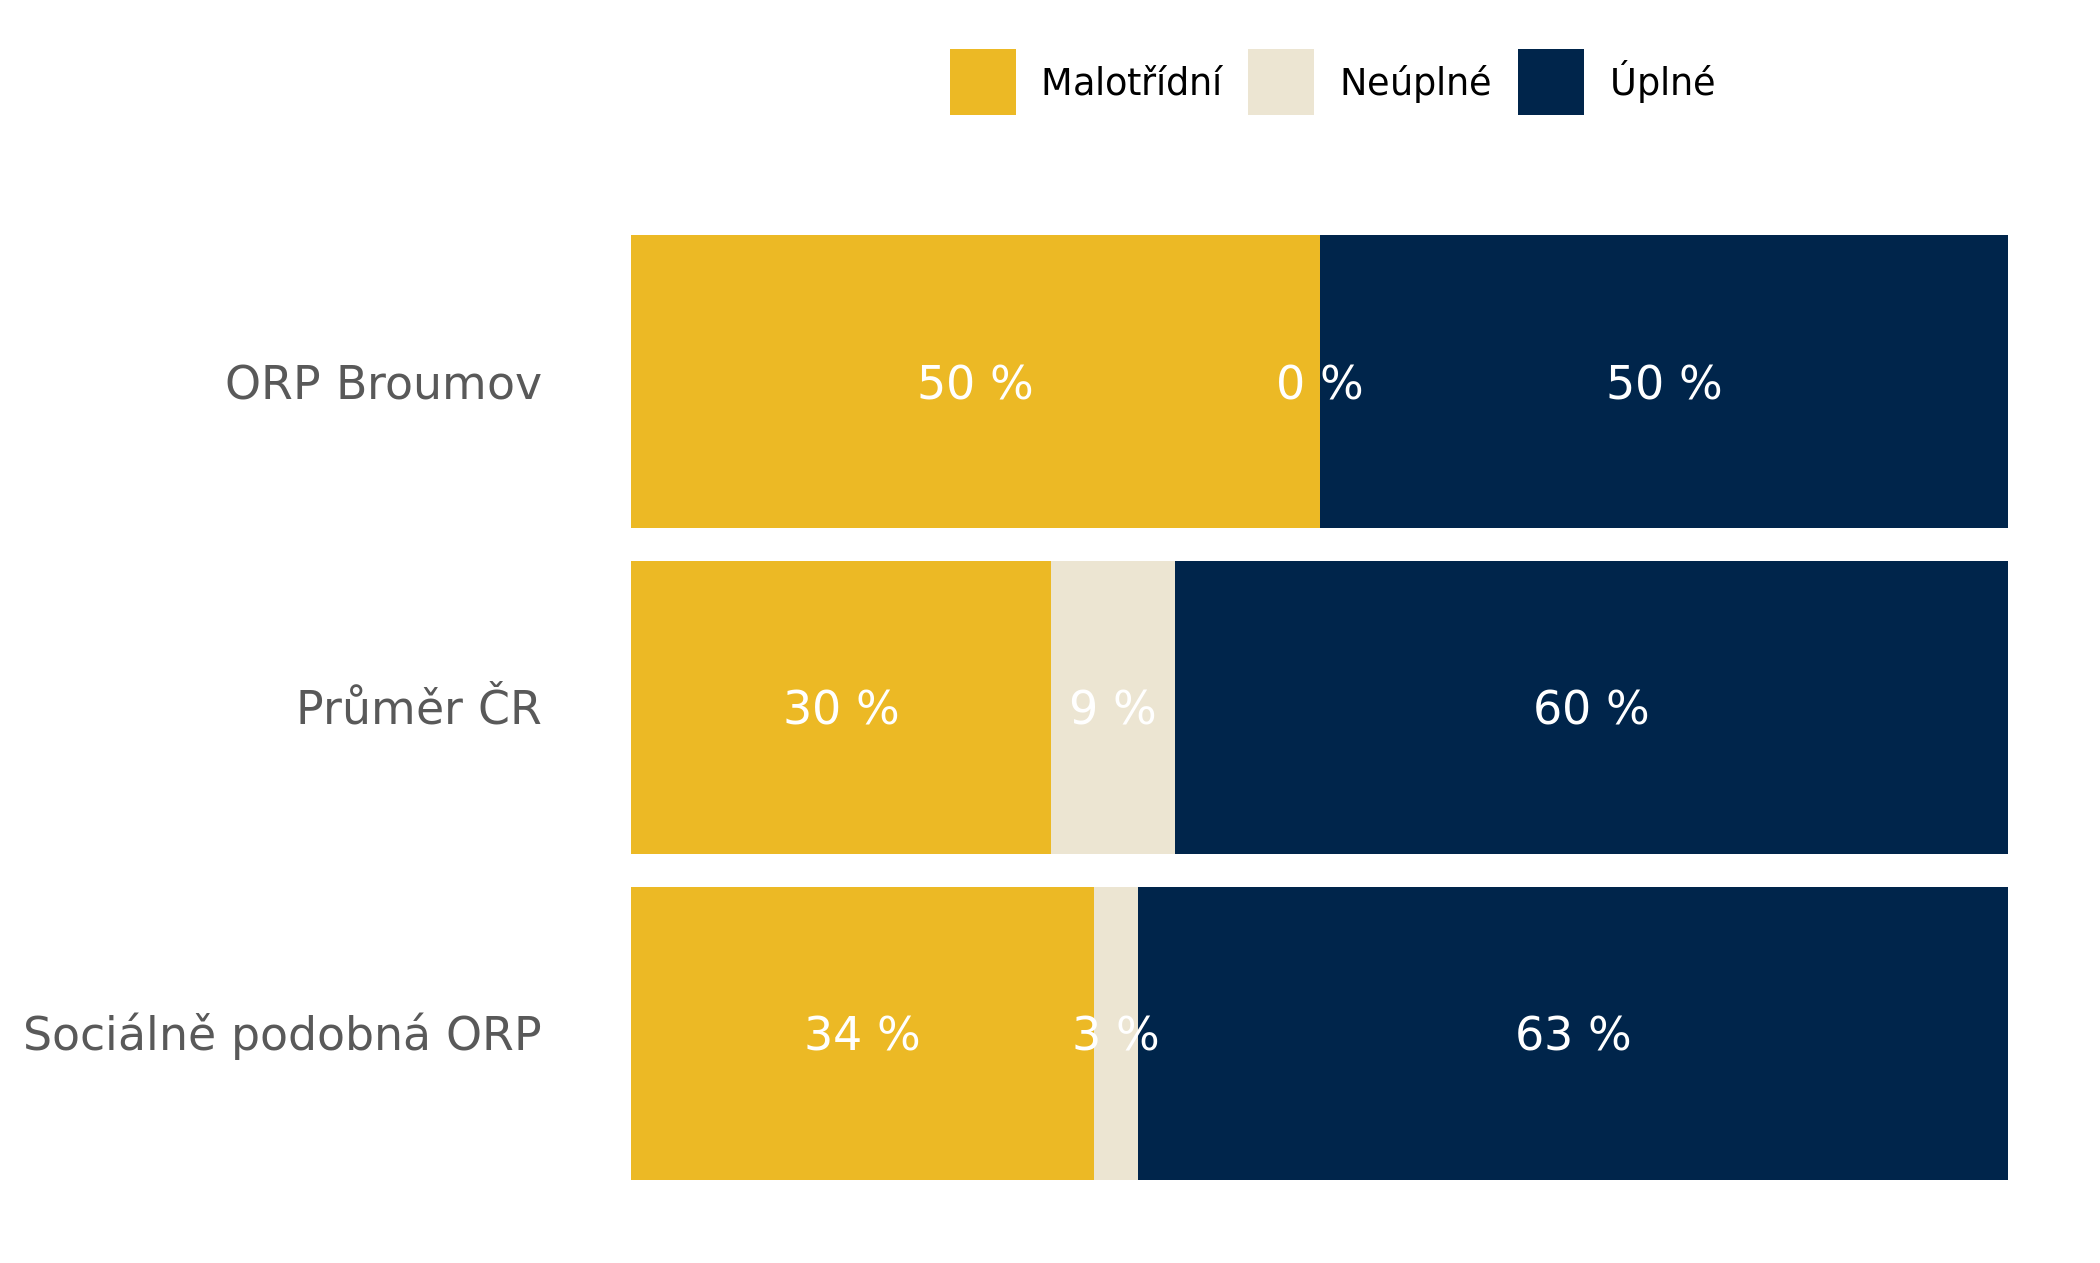 Malotřídní Neúplné Úplné
ORP Broumov 50 % 0 % 50 %
Průměr ČR 30 % 9 % 60 %
Sociálně podobná ORP 34 % 3 % 63 %